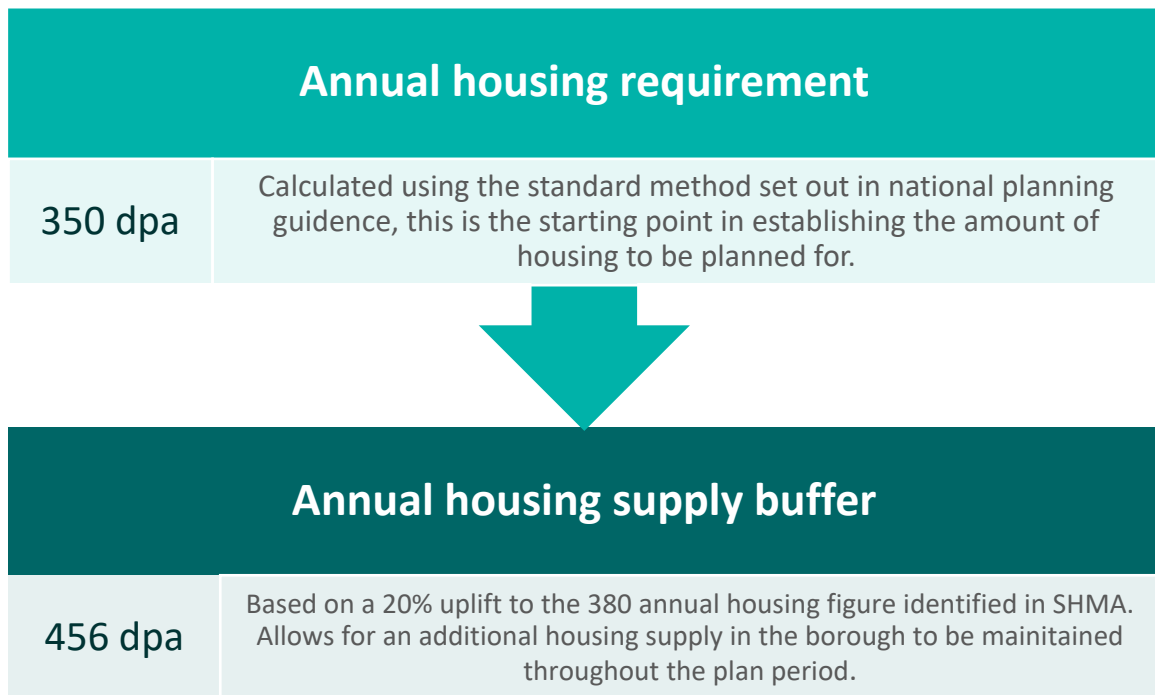 Annual housing requirement
350 dpa
Calculated using the standard method set out in national planning
guidence, this is the starting point in establishing the amount of
housing to be planned for.
Annual housing supply buffer
456 dpa
Based on a 20% uplift to the 380 annual housing figure identified in SHMA.
Allows for an additional housing supply in the borough to be mainitained
throughout the plan period.